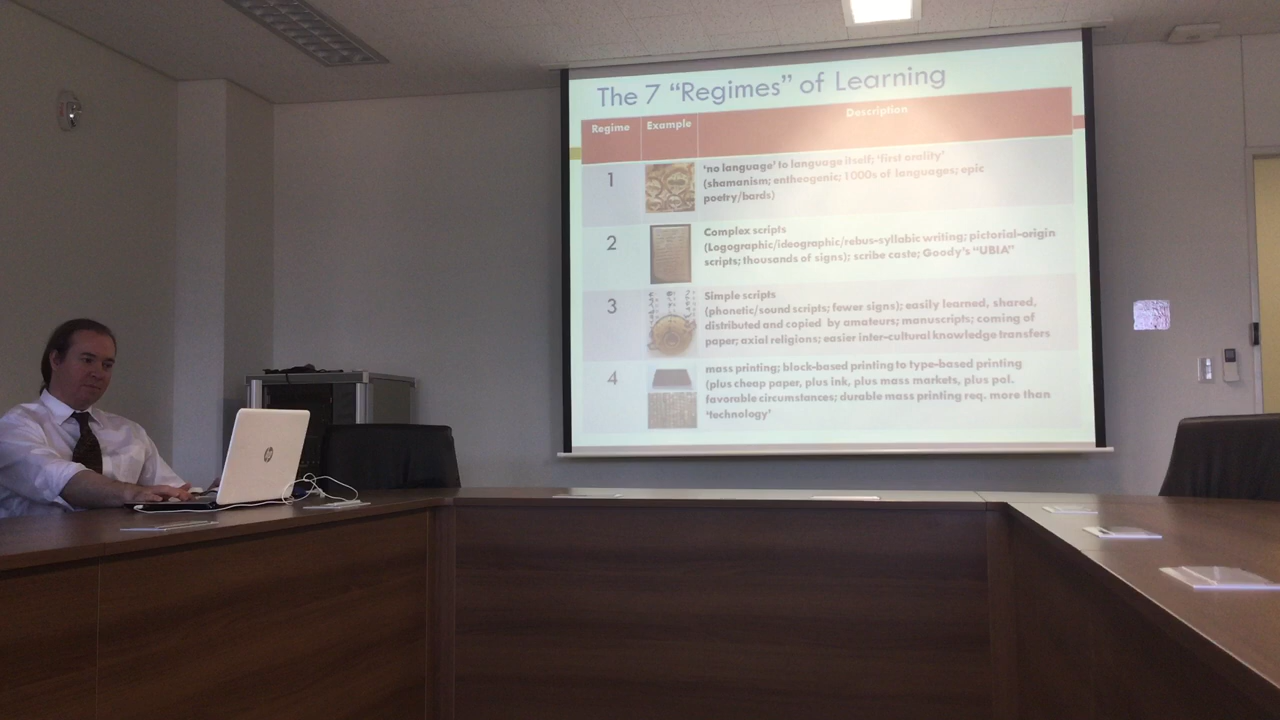 The 7 "Regimes" of Learning
Regime Example Description
1
'no language' to language itself; 'first orality'
(shamanism; entheogenic; 1000s of languages; epic
poetry/bards)
2
Complex scripts
(Logographic/ideographic/rebus-syllabic writing; pictorial-origin
scripts; thousands of signs); scribe caste; Goody's "UBIA"
3
Simple scripts
(phonetic/sound scripts; fewer signs); easily learned, shared,
distributed and copied by amateurs; manuscripts; coming of
paper; axial religions; easier inter-cultural knowledge transfers
4
mass printing; block-based printing to type-based printing
(plus cheap paper, plus ink, plus mass markets, plus pol.
favorable circumstances; durable mass printing req. more than
'technology'
hp